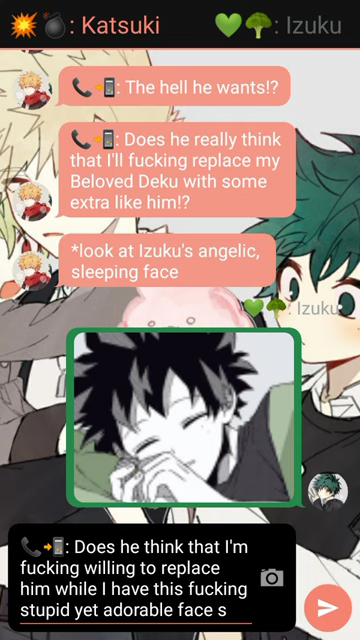 💥💣: Katsuki
💚🥦: Izuku
📞📲: The hell he wants!?
📞📲: Does he really think
that I'll fucking replace my
Beloved Deku with some
extra like him!?
*look at Izuku's angelic,
sleeping face
💚🥦: Izuku
📞📲: Does he think that I'm
fucking willing to replace
him while I have this fucking
stupid yet adorable face s